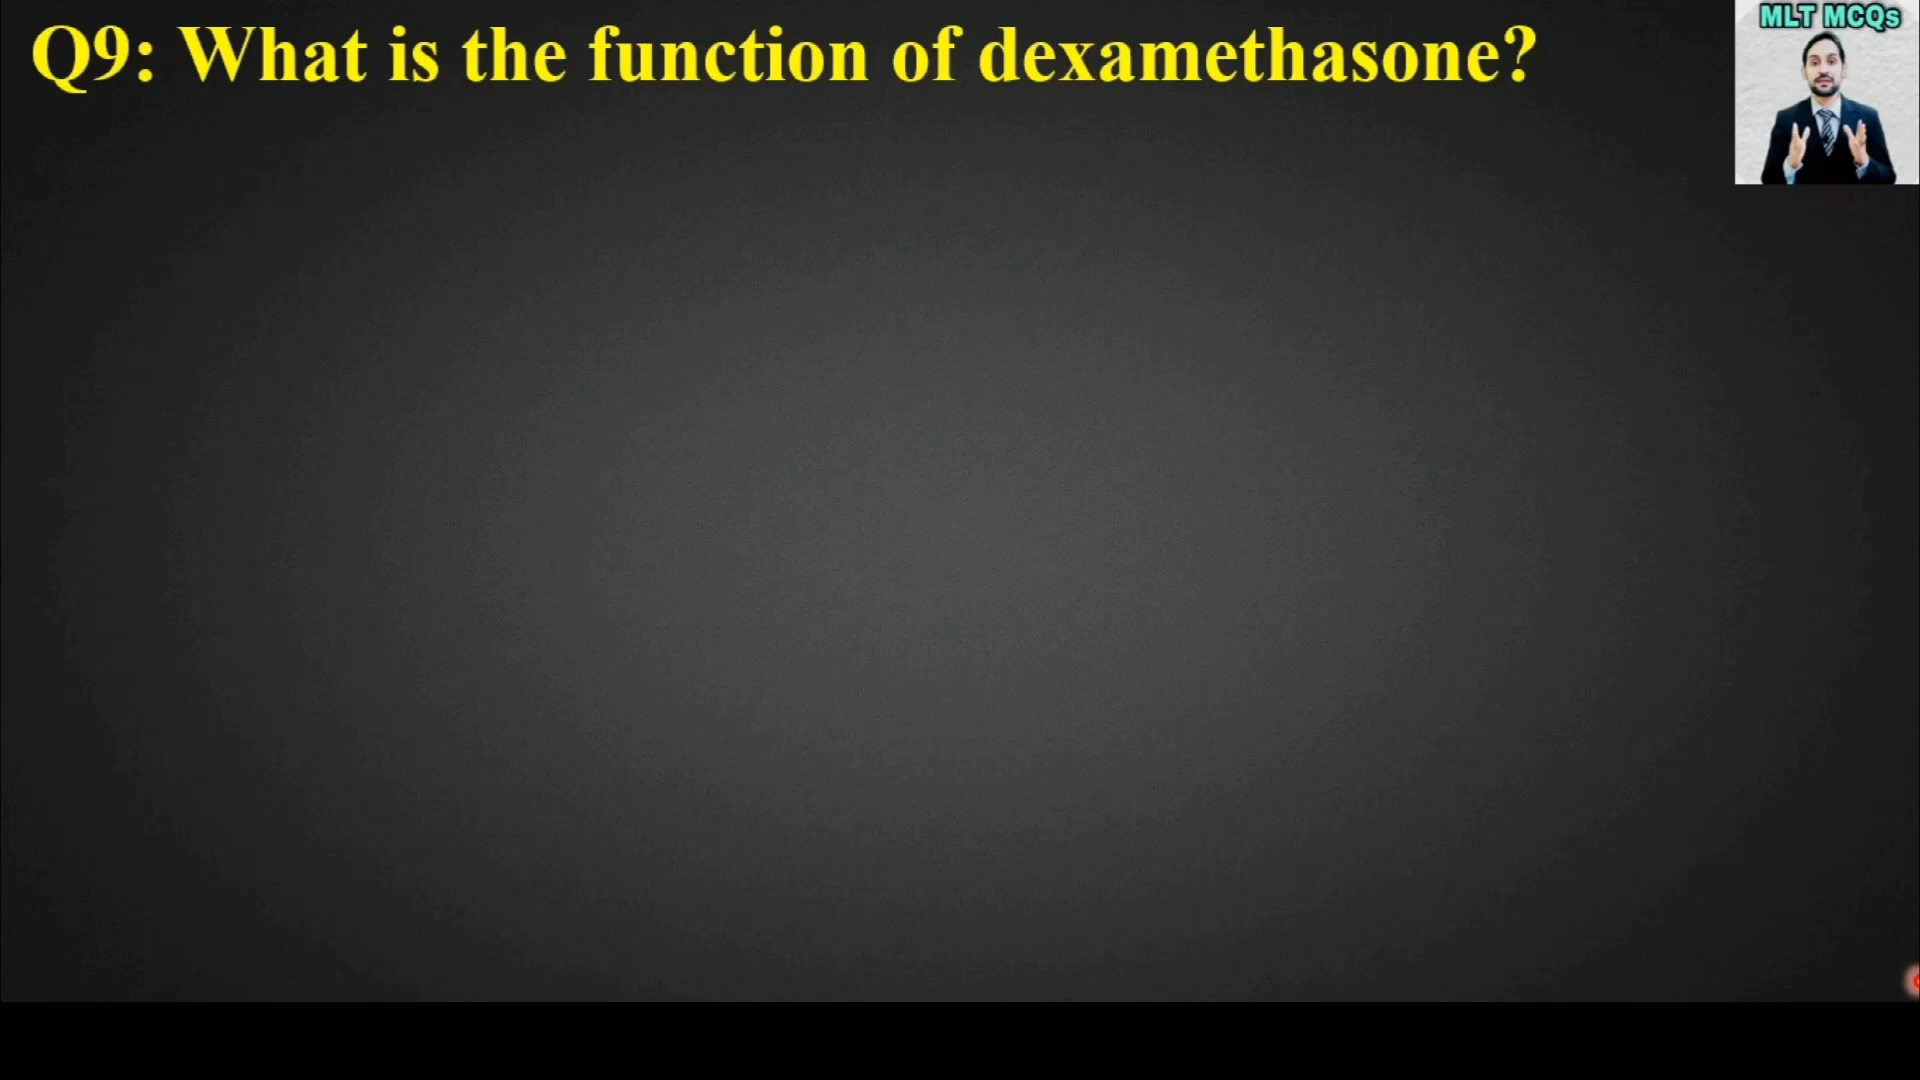 Q9: What is the function of dexamethasone?
MLT MCQs